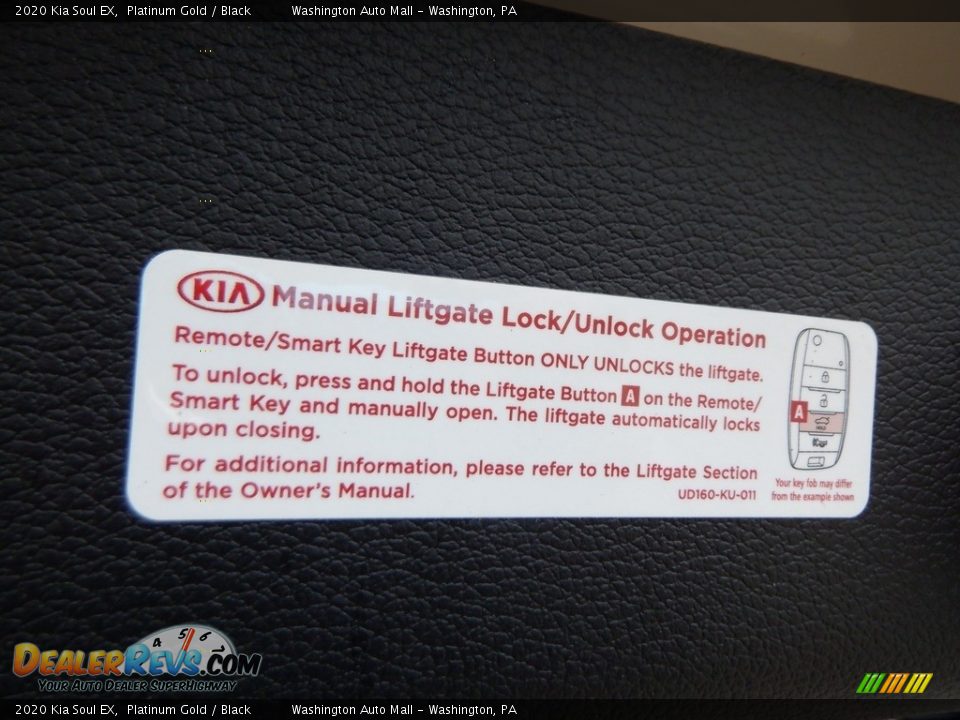 2020 Kia Soul EX, Platinum Gold / Black Washington Auto Mall - Washington, PA
KIA Manual Liftgate Lock/Unlock Operation
Remote/Smart Key Liftgate Button ONLY UNLOCKS the liftgate.
To unlock, press and hold the Liftgate Button A on the Remote/
Smart Key and manually open. The liftgate automatically locks
upon closing.
For additional information, please refer to the Liftgate Section
of the Owner's Manual.
UD160-KU-011
A
HOLD
Your key fob may differ
from the example shown
4 5 6
DEALERREVS.COM
YOUR AUTO DEALER SUPERHIGHWAY
2020 Kia Soul EX, Platinum Gold / Black Washington Auto Mall - Washington, PA